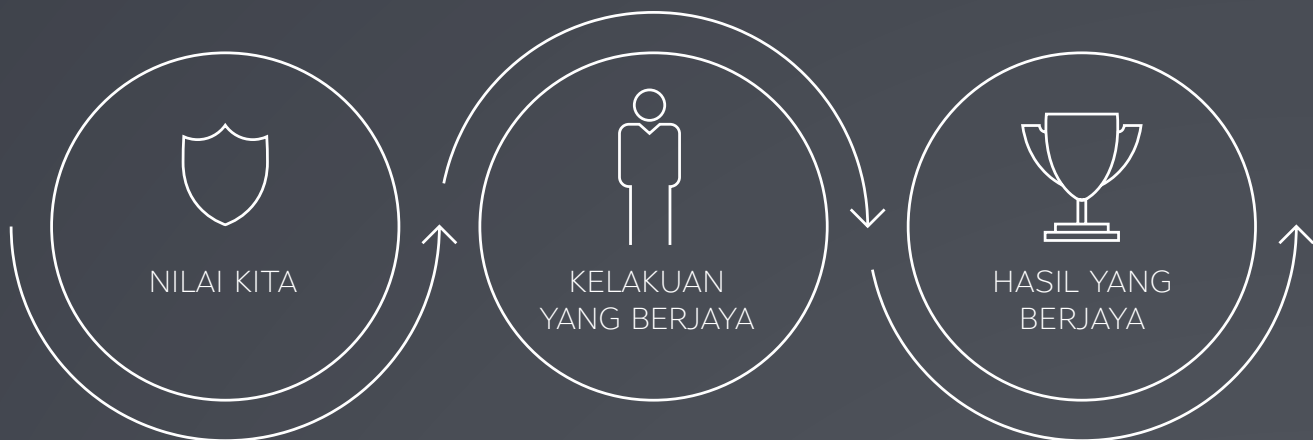 NILAI KITA
KELAKUAN
YANG BERJAYA
HASIL YANG
BERJAYA